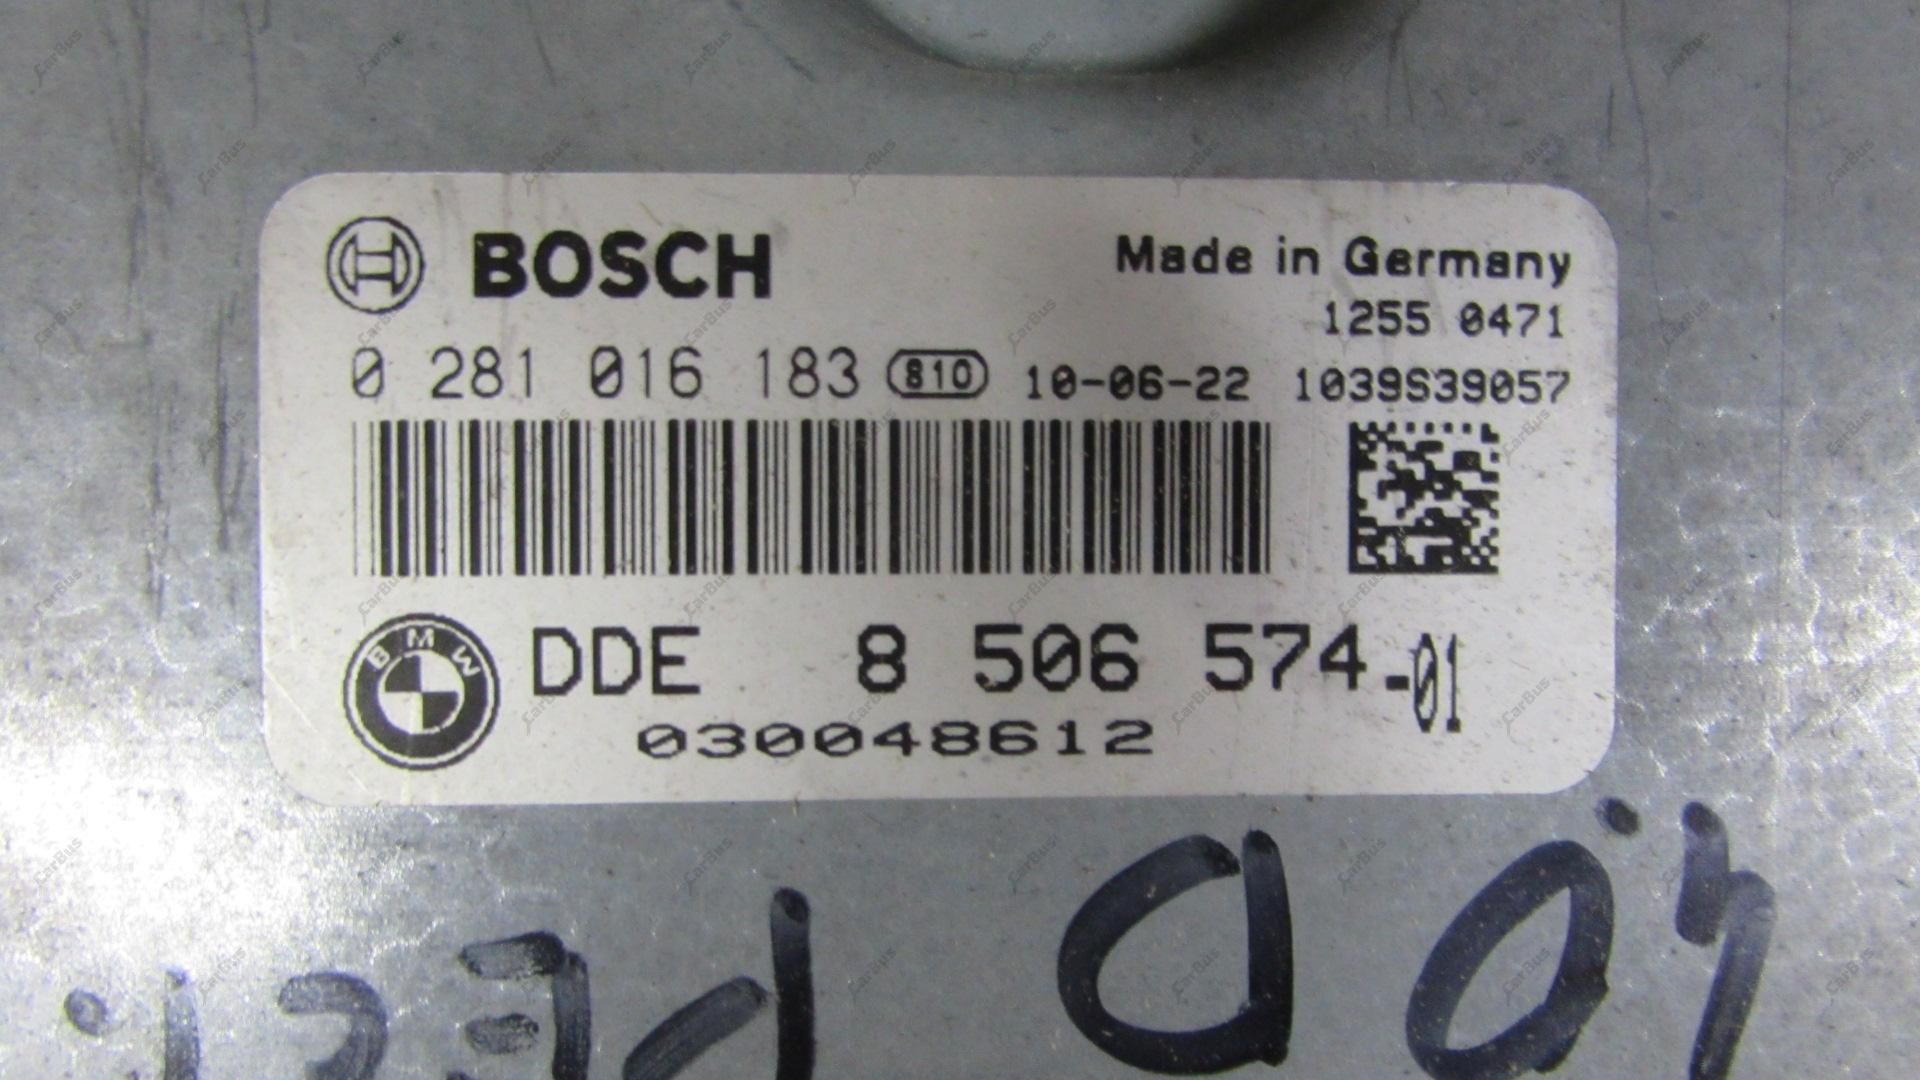 BOSCH
Made in Germany
1255 0471
0 281 016 183 810 10-06-22 1039S39057
BMW
DDE 8 506 574-01
030048612
CarBus